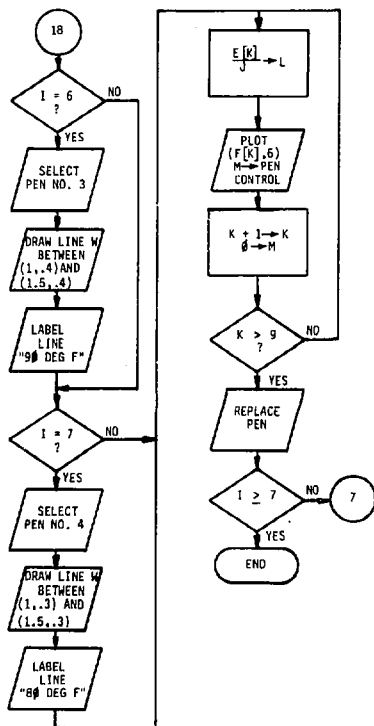 18
I = 6
?
NO
YES
SELECT
PEN NO. 3
DRAW LINE W
BETWEEN
(1,.4)AND
(1.5,.4)
LABEL
LINE
"9∅ DEG F"
I = 7
?
NO
YES
SELECT
PEN NO. 4
DRAW LINE W
BETWEEN
(1,.3) AND
(1.5,.3)
LABEL
LINE
"8∅ DEG F"
E[K]
J → L
PLOT
(F[K],6)
M→PEN
CONTROL
K + 1→K
∅→M
K > 9
?
NO
YES
REPLACE
PEN
I ≥ 7
NO
7
YES
END